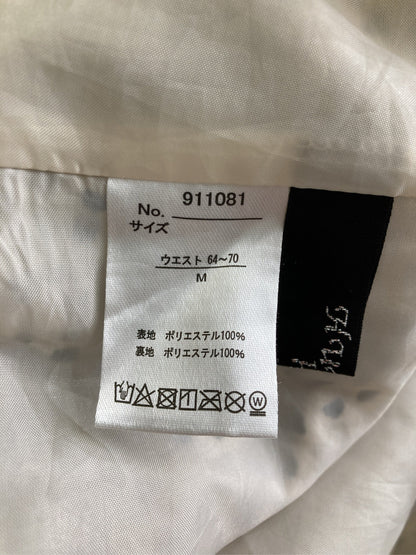 No. 911081
サイズ
ウエスト 64~70
M
表地 ポリエステル100%
裏地 ポリエステル100%
W